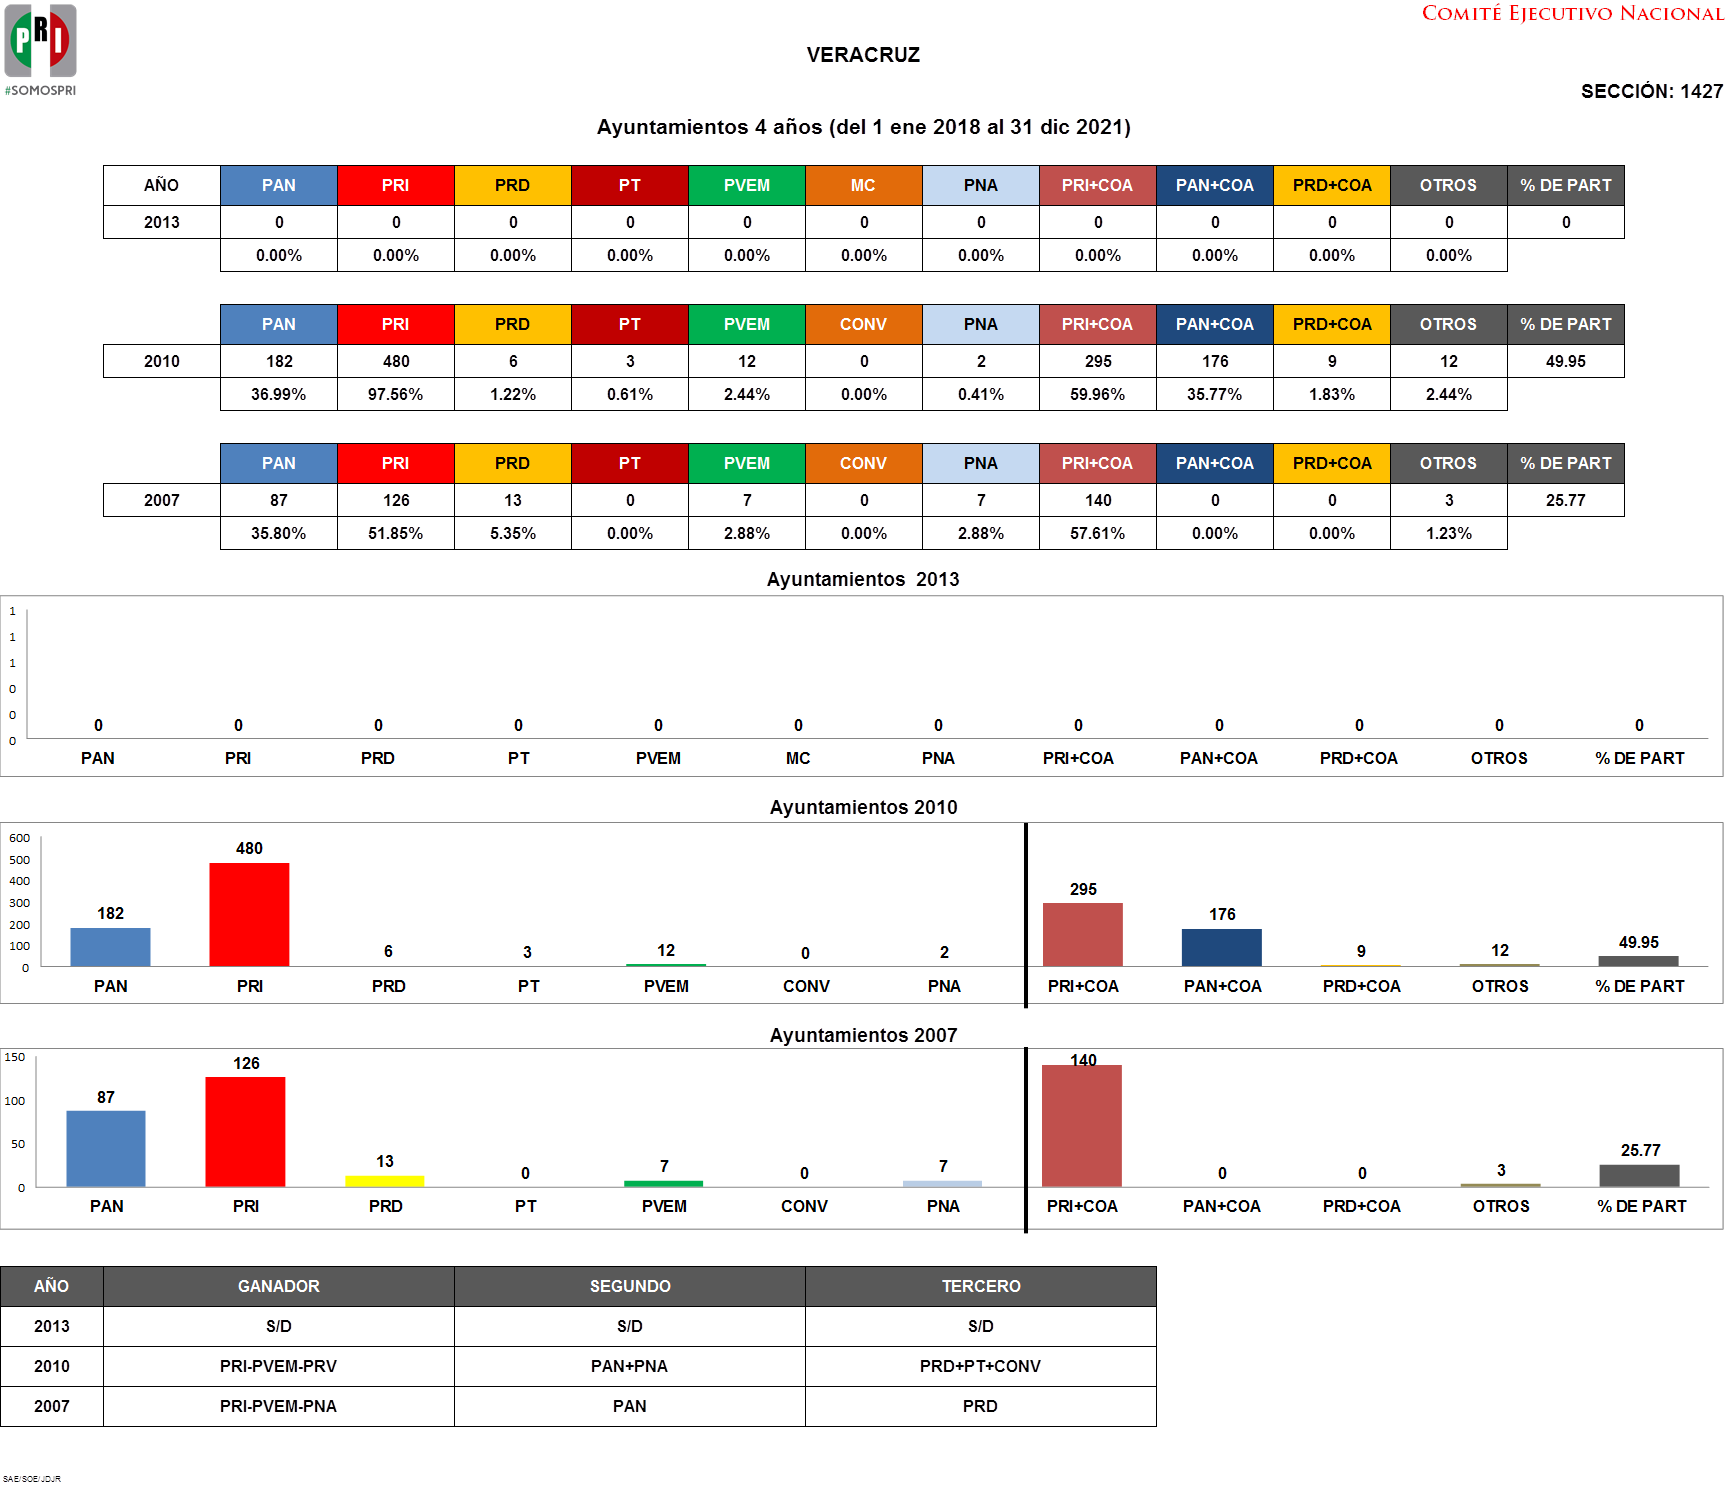 PRI
#SOMOSPRI
COMITÉ EJECUTIVO NACIONAL
VERACRUZ
SECCIÓN: 1427
Ayuntamientos 4 años (del 1 ene 2018 al 31 dic 2021)
AÑO PAN PRI PRD PT PVEM MC PNA PRI+COA PAN+COA PRD+COA OTROS % DE PART
2013 0 0 0 0 0 0 0 0 0 0 0 0
0.00% 0.00% 0.00% 0.00% 0.00% 0.00% 0.00% 0.00% 0.00% 0.00% 0.00%
PAN PRI PRD PT PVEM CONV PNA PRI+COA PAN+COA PRD+COA OTROS % DE PART
2010 182 480 6 3 12 0 2 295 176 9 12 49.95
36.99% 97.56% 1.22% 0.61% 2.44% 0.00% 0.41% 59.96% 35.77% 1.83% 2.44%
PAN PRI PRD PT PVEM CONV PNA PRI+COA PAN+COA PRD+COA OTROS % DE PART
2007 87 126 13 0 7 0 7 140 0 0 3 25.77
35.80% 51.85% 5.35% 0.00% 2.88% 0.00% 2.88% 57.61% 0.00% 0.00% 1.23%
Ayuntamientos 2013
1
1
1
0
0
0
0 0 0 0 0 0 0 0 0 0 0 0
PAN PRI PRD PT PVEM MC PNA PRI+COA PAN+COA PRD+COA OTROS % DE PART
Ayuntamientos 2010
600
500
400
300
200
100
0
182 480 6 3 12 0 2 295 176 9 12 49.95
PAN PRI PRD PT PVEM CONV PNA PRI+COA PAN+COA PRD+COA OTROS % DE PART
Ayuntamientos 2007
150
100
50
0
87 126 13 0 7 0 7 140 0 0 3 25.77
PAN PRI PRD PT PVEM CONV PNA PRI+COA PAN+COA PRD+COA OTROS % DE PART
AÑO GANADOR SEGUNDO TERCERO
2013 S/D S/D S/D
2010 PRI-PVEM-PRV PAN+PNA PRD+PT+CONV
2007 PRI-PVEM-PNA PAN PRD
SAE/SOE/JDJR